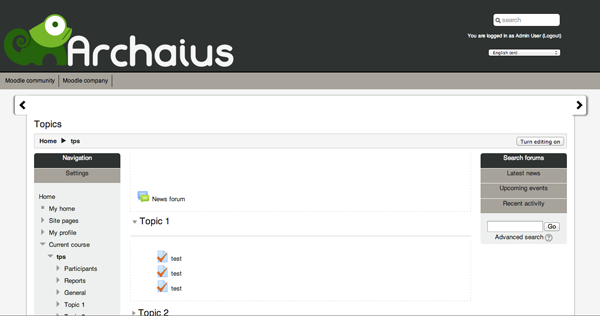 search
You are logged in as Admin User (Logout)
English (en)
Archaius
Moodle community
Moodle company
Topics
Home ► tps
Turn editing on
Navigation
Settings
Home
My home
Site pages
My profile
Current course
tps
Participants
Reports
General
Topic 1
News forum
Topic 1
test
test
test
Topic 2
Search forums
Latest news
Upcoming events
Recent activity
Go
Advanced search ?